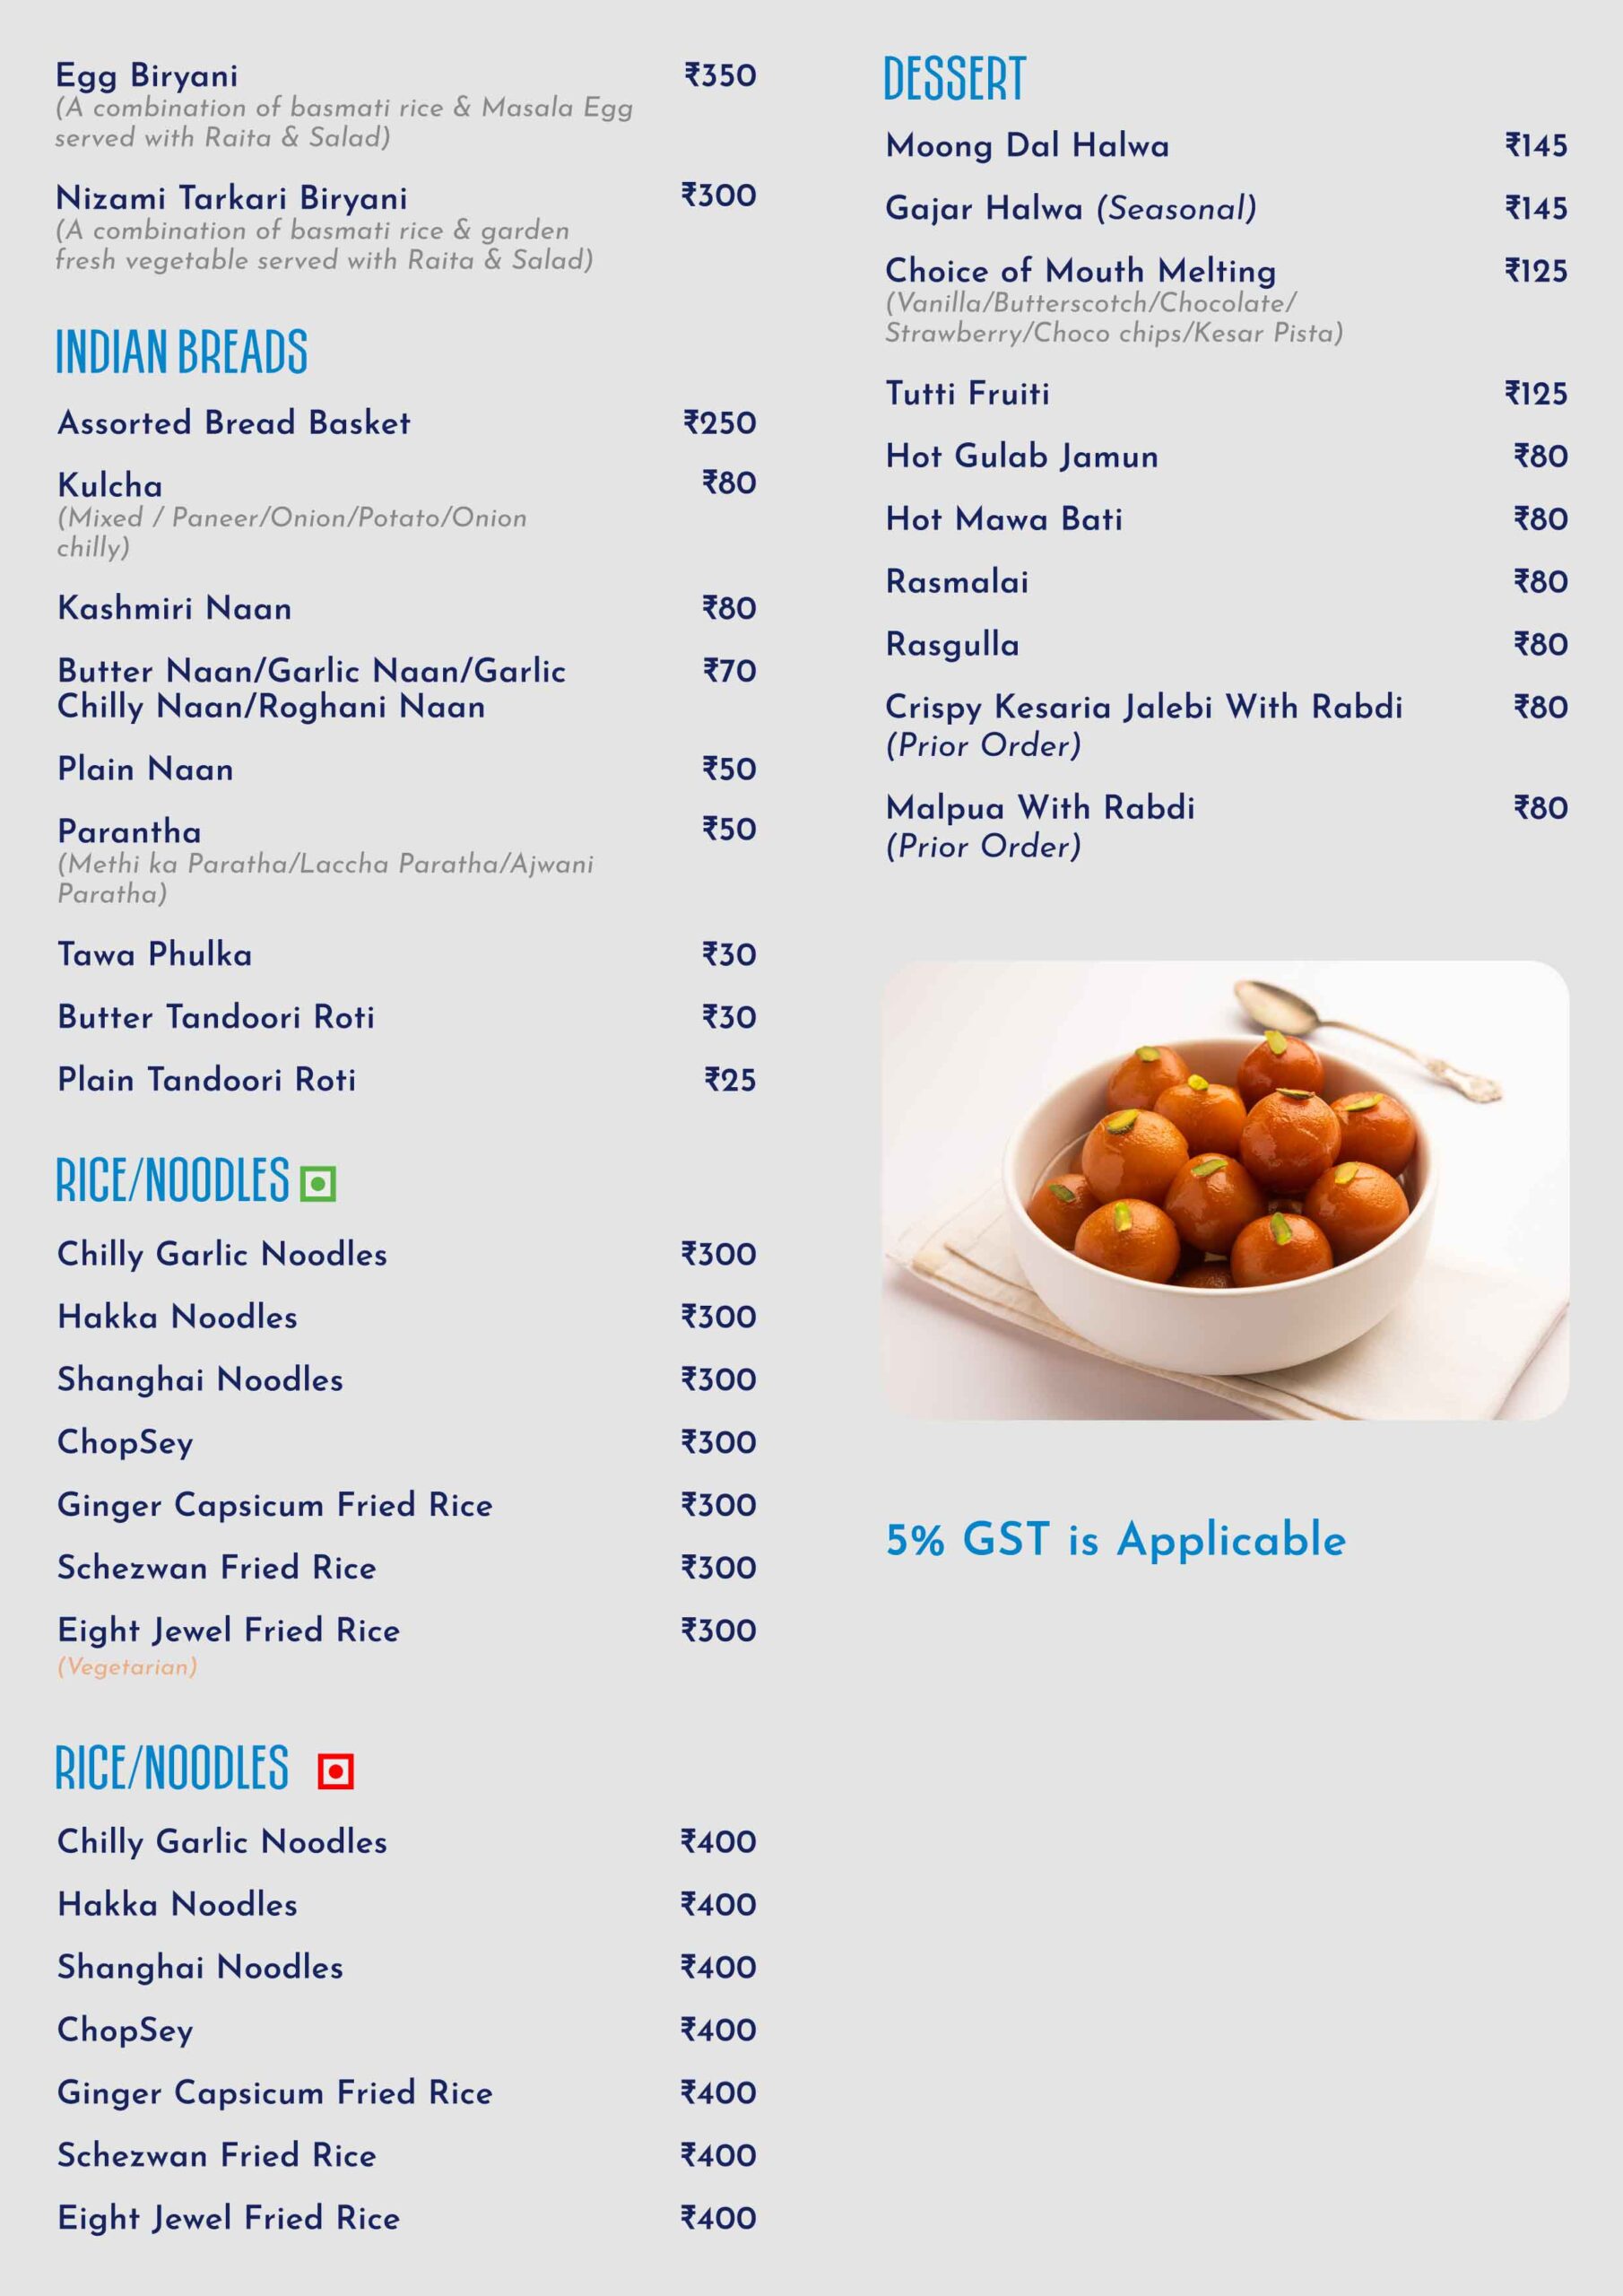 Egg Biryani ₹350
(A combination of basmati rice & Masala Egg
served with Raita & Salad)
Nizami Tarkari Biryani ₹300
(A combination of basmati rice & garden
fresh vegetable served with Raita & Salad)
INDIAN BREADS
Assorted Bread Basket ₹250
Kulcha ₹80
(Mixed / Paneer/Onion/Potato/Onion
chilly)
Kashmiri Naan ₹80
Butter Naan/Garlic Naan/Garlic ₹70
Chilly Naan/Roghani Naan
Plain Naan ₹50
Parantha ₹50
(Methi ka Paratha/Laccha Paratha/Ajwani
Paratha)
Tawa Phulka ₹30
Butter Tandoori Roti ₹30
Plain Tandoori Roti ₹25
RICE/NOODLES
Chilly Garlic Noodles ₹300
Hakka Noodles ₹300
Shanghai Noodles ₹300
ChopSey ₹300
Ginger Capsicum Fried Rice ₹300
Schezwan Fried Rice ₹300
Eight Jewel Fried Rice ₹300
(Vegetarian)
RICE/NOODLES
Chilly Garlic Noodles ₹400
Hakka Noodles ₹400
Shanghai Noodles ₹400
ChopSey ₹400
Ginger Capsicum Fried Rice ₹400
Schezwan Fried Rice ₹400
Eight Jewel Fried Rice ₹400
DESSERT
Moong Dal Halwa ₹145
Gajar Halwa (Seasonal) ₹145
Choice of Mouth Melting ₹125
(Vanilla/Butterscotch/Chocolate/
Strawberry/Choco chips/Kesar Pista)
Tutti Fruiti ₹125
Hot Gulab Jamun ₹80
Hot Mawa Bati ₹80
Rasmalai ₹80
Rasgulla ₹80
Crispy Kesaria Jalebi With Rabdi ₹80
(Prior Order)
Malpua With Rabdi ₹80
(Prior Order)
5% GST is Applicable